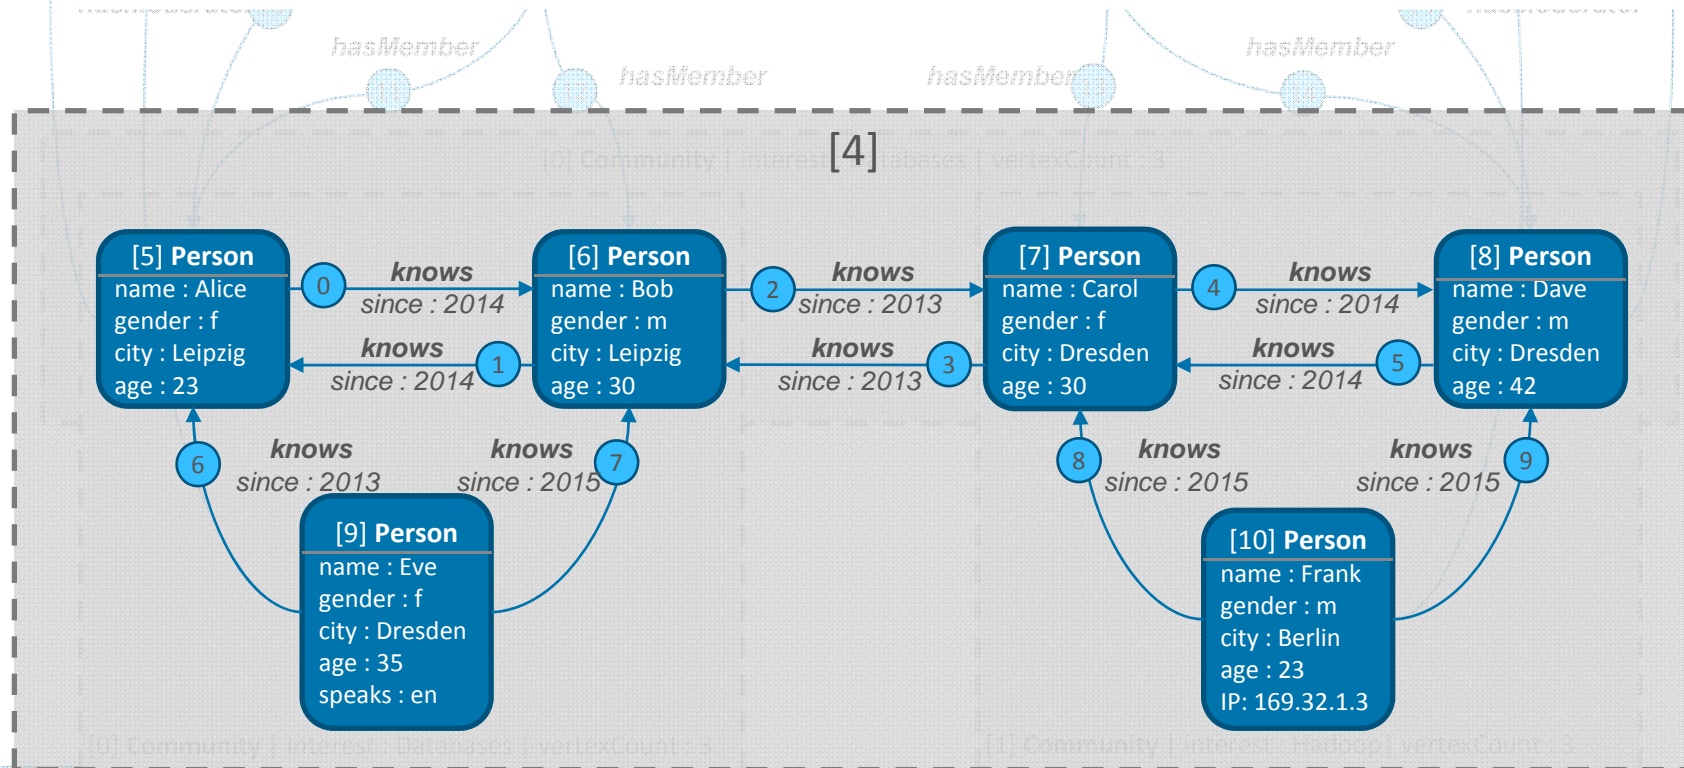 hasMember
hasMember
hasMember
hasMember
[4]
[0] Community | interest : Databases | vertexCount : 3
[5] Person
name : Alice
gender : f
city : Leipzig
age : 23
0
knows
since : 2014
knows
1
since : 2014
[6] Person
name : Bob
gender : m
city : Leipzig
age : 30
2
knows
since : 2013
knows
3
since : 2013
[7] Person
name : Carol
gender : f
city : Dresden
age : 30
4
knows
since : 2014
knows
5
since : 2014
[8] Person
name : Dave
gender : m
city : Dresden
age : 42
6
knows
since : 2013
knows
7
since : 2015
8
knows
since : 2015
knows
9
since : 2015
[9] Person
name : Eve
gender : f
city : Dresden
age : 35
speaks : en
[10] Person
name : Frank
gender : m
city : Berlin
age : 23
IP: 169.32.1.3
[0] Community | interest : Databases | vertexCount : 3
[1] Community | interest : Hadoop | vertexCount : 3